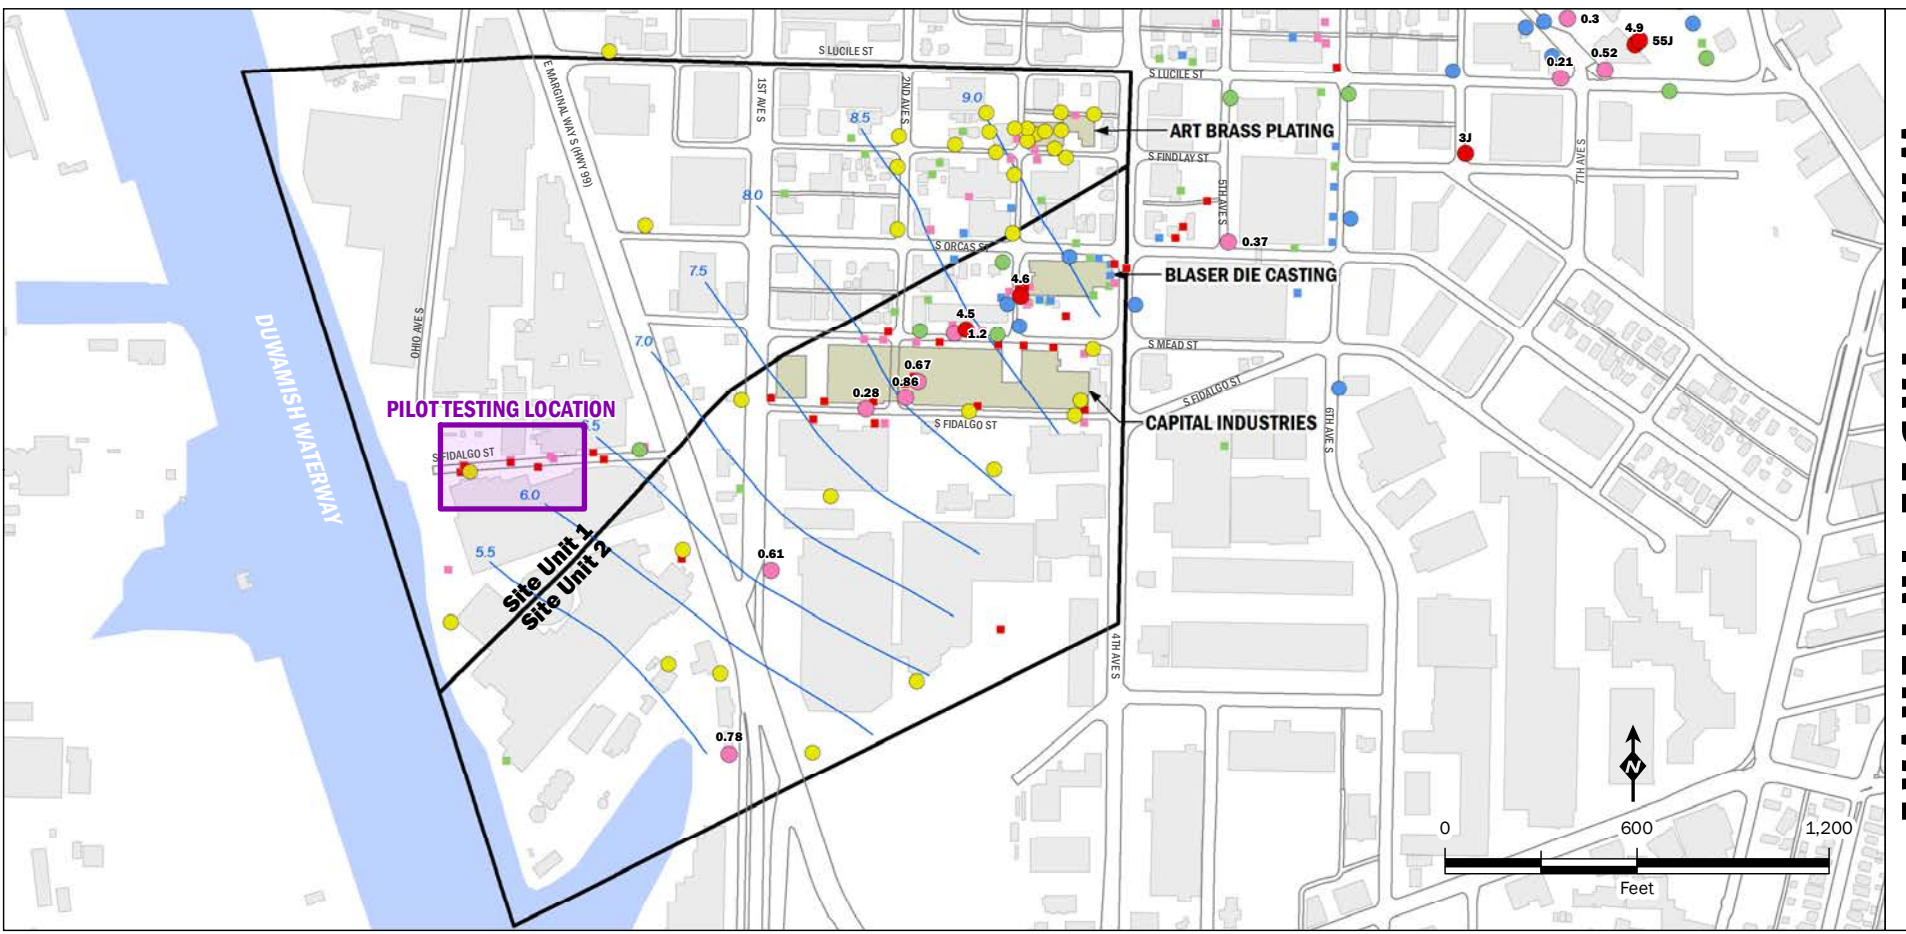 0.3
4.9
55J
0.52
0.21
S LUCILE ST
S LUCILE ST
E MARGINAL WAY S (HWY 99)
1ST AVE S
2ND AVE S
9.0
8.5
ART BRASS PLATING
3J
S FINDLAY ST
7TH AVE S
5TH AVE S
8.0
0.37
S ORCAS ST
7.5
4.6
BLASER DIE CASTING
DUWAMISH WATERWAY
OHIO AVE S
7.0
4.5
1.2
S MEAD ST
0.67
0.86
0.28
S FIDALGO ST
PILOT TESTING LOCATION
S FIDALGO ST
CAPITAL INDUSTRIES
6TH AVE S
.5
S FIDALGO ST
6.0
5.5
Site Unit 1
Site Unit 2
0.61
4TH AVE S
0.78
N
0
600
1,200
Feet